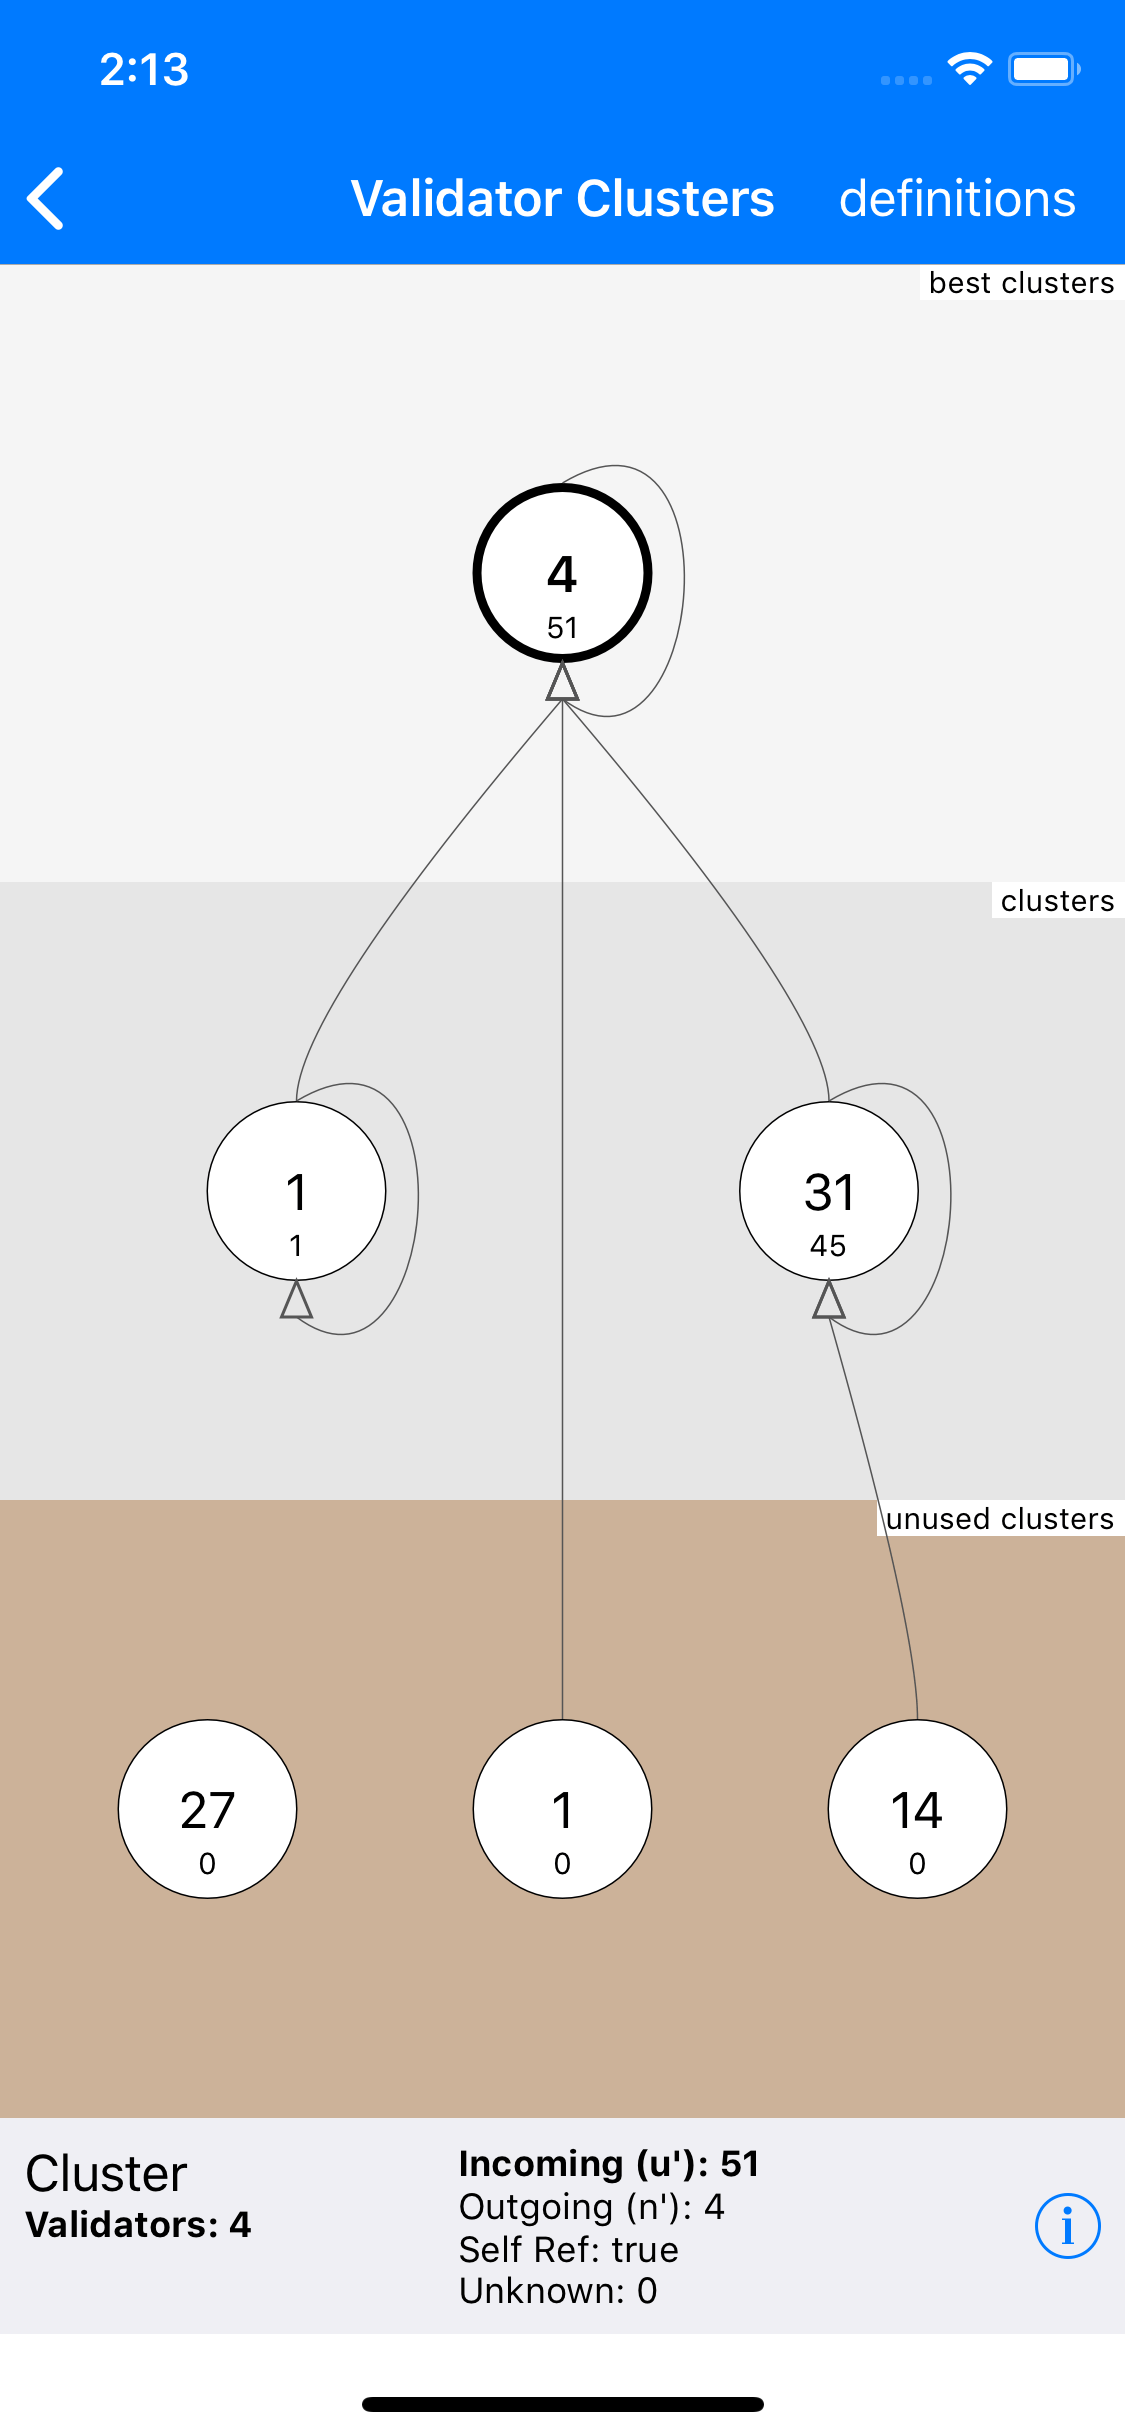 2:13
Validator Clusters
definitions
best clusters
4
51
clusters
1
1
31
45
unused clusters
27
0
1
0
14
0
Cluster
Validators: 4
Incoming (u'): 51
Outgoing (n'): 4
Self Ref: true
Unknown: 0
i